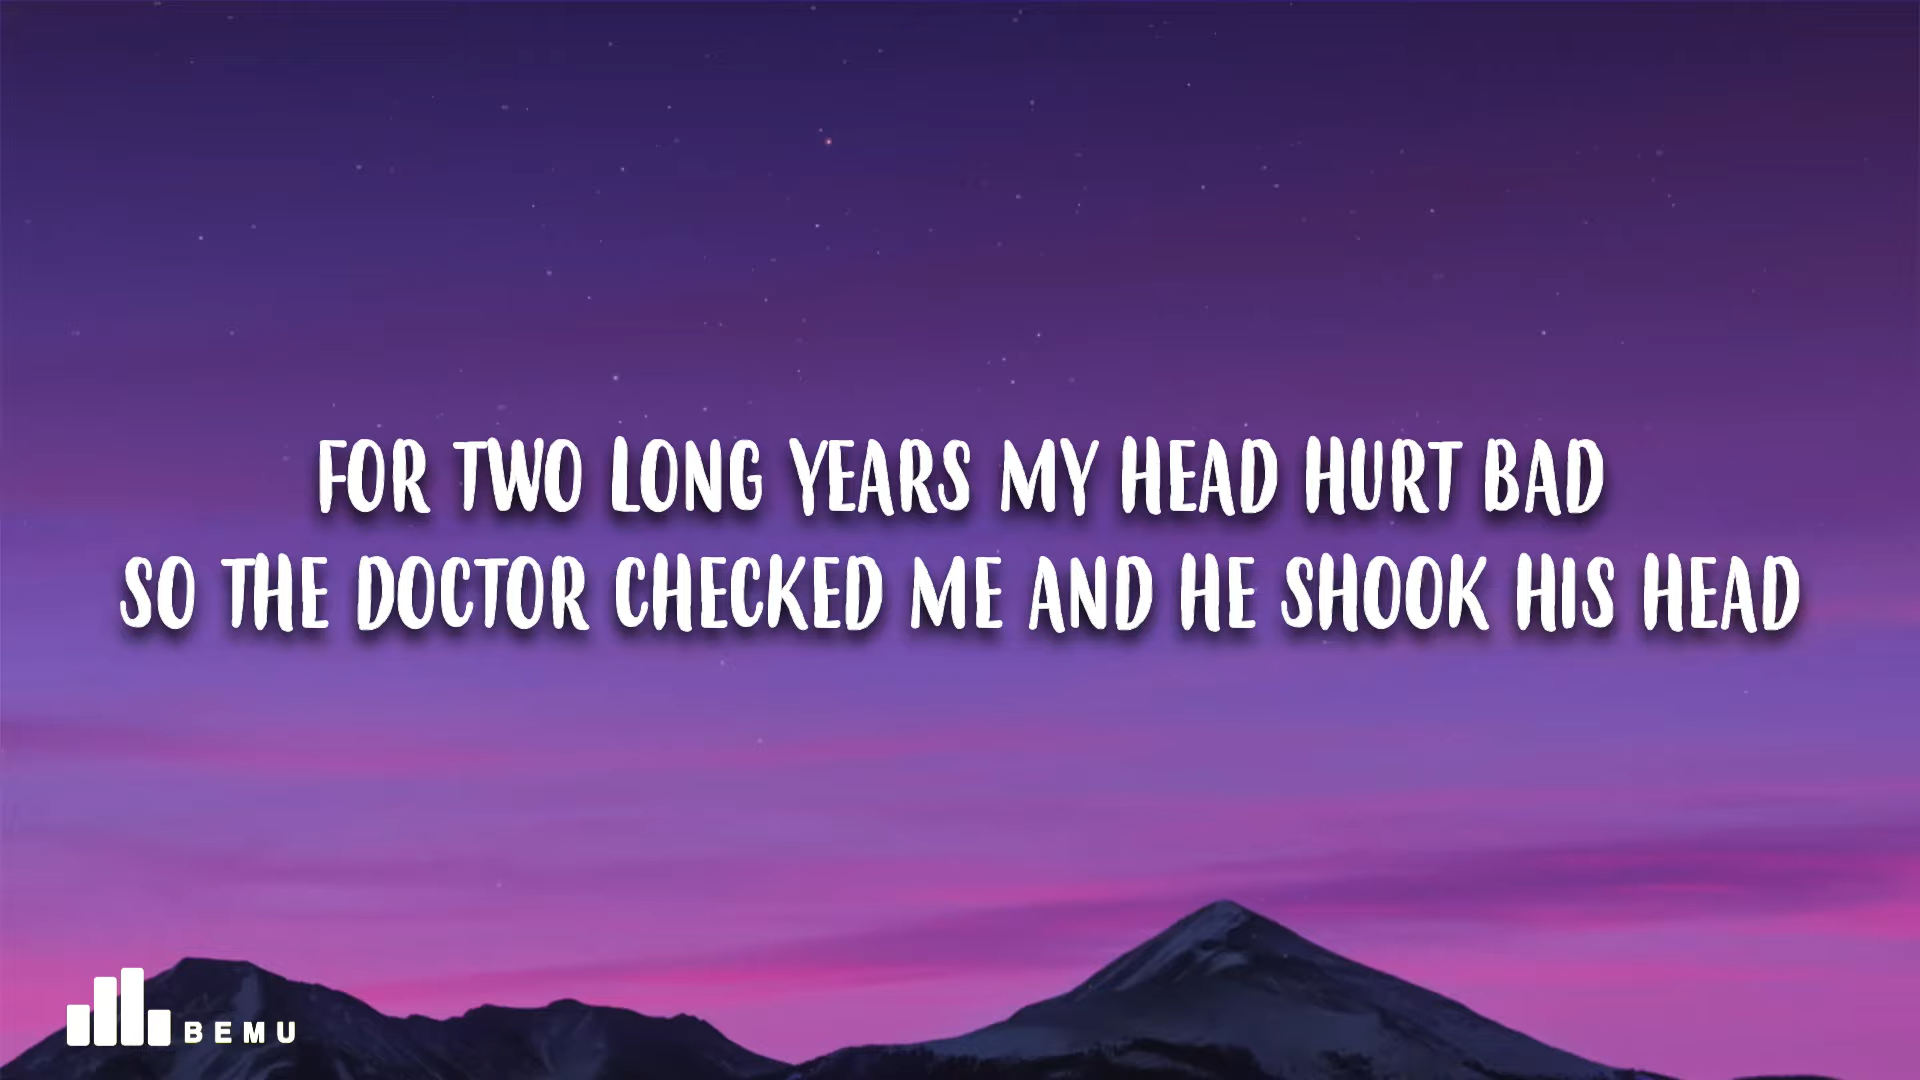 FOR TWO LONG YEARS MY HEAD HURT BAD
SO THE DOCTOR CHECKED ME AND HE SHOOK HIS HEAD
BEMU